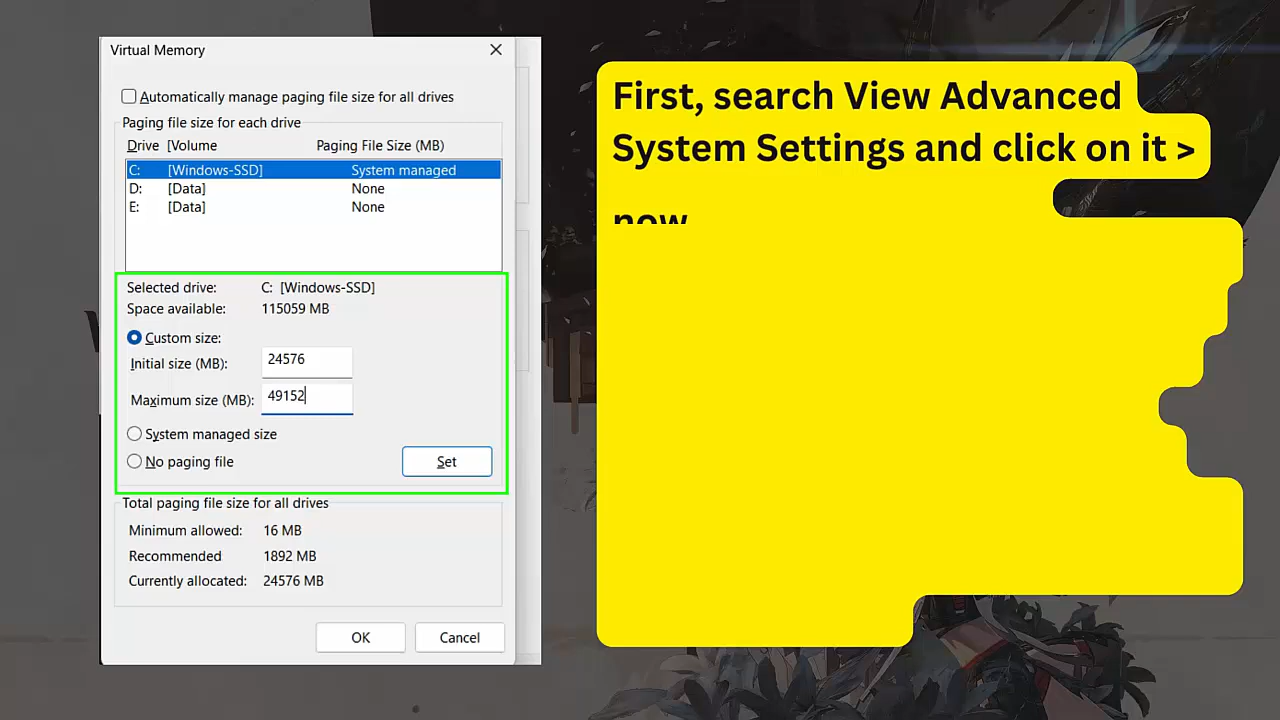 Virtual Memory
Automatically manage paging file size for all drives
Paging file size for each drive
Drive [Volume Paging File Size (MB)
C: [Windows-SSD] System managed
D: [Data] None
E: [Data] None
Selected drive: C: [Windows-SSD]
Space available: 115059 MB
Custom size:
Initial size (MB): 24576
Maximum size (MB): 49152
System managed size
No paging file
Set
Total paging file size for all drives
Minimum allowed: 16 MB
Recommended 1892 MB
Currently allocated: 24576 MB
OK Cancel
First, search View Advanced
System Settings and click on it >
now